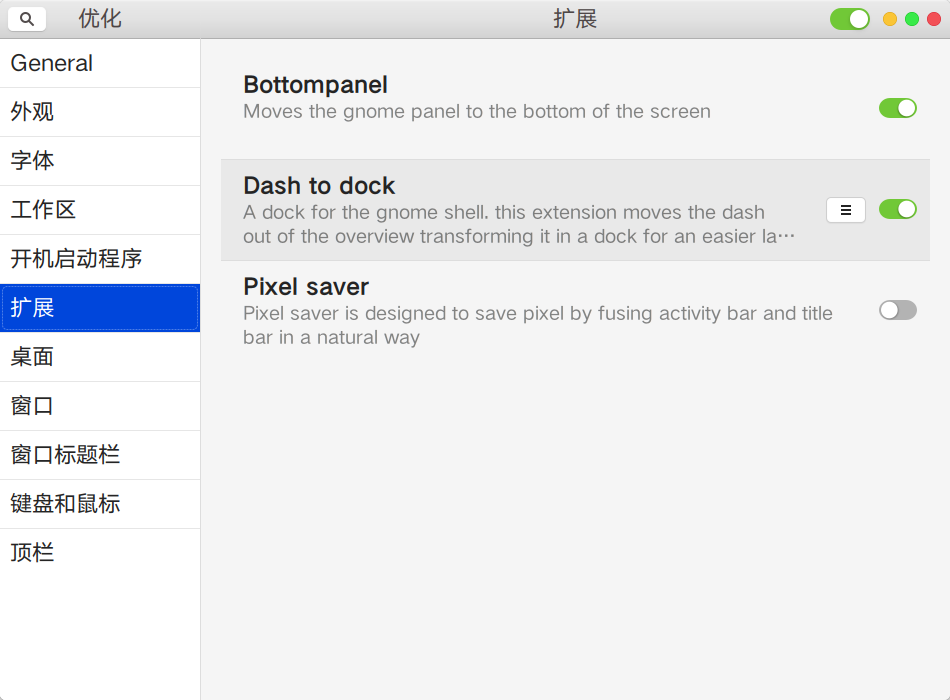 优化
扩展
General
外观
字体
工作区
开机启动程序
扩展
桌面
窗口
窗口标题栏
键盘和鼠标
顶栏
Bottompanel
Moves the gnome panel to the bottom of the screen
Dash to dock
A dock for the gnome shell. this extension moves the dash
out of the overview transforming it in a dock for an easier la⋯
Pixel saver
Pixel saver is designed to save pixel by fusing activity bar and title
bar in a natural way